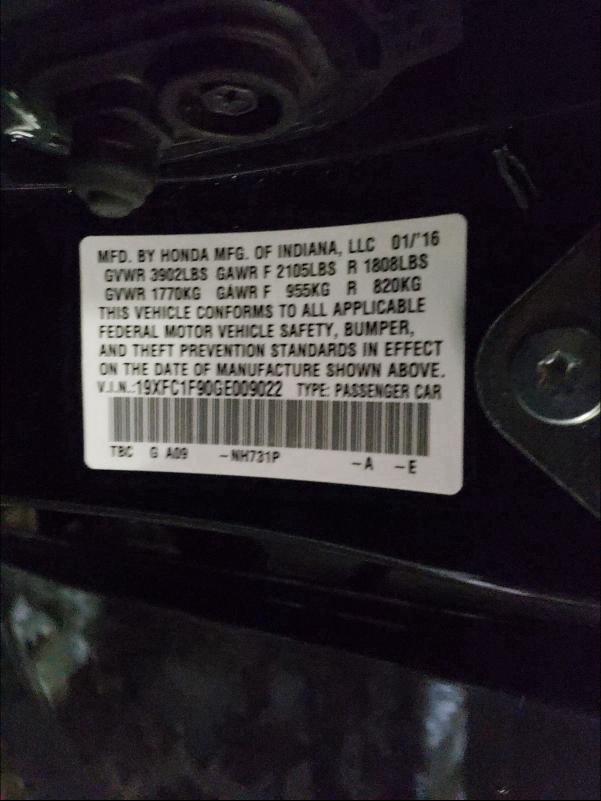 MFD. BY HONDA MFG. OF INDIANA, LLC 01/'16
GVWR 3902LBS GAWR F 2105LBS R 1808LBS
GVWR 1770KG GAWR F 955KG R 820KG
THIS VEHICLE CONFORMS TO ALL APPLICABLE
FEDERAL MOTOR VEHICLE SAFETY, BUMPER,
AND THEFT PREVENTION STANDARDS IN EFFECT
ON THE DATE OF MANUFACTURE SHOWN ABOVE.
V.I.N.:19XFC1F90GE009022 TYPE: PASSENGER CAR
TBC G A09 -NH731P -A -E